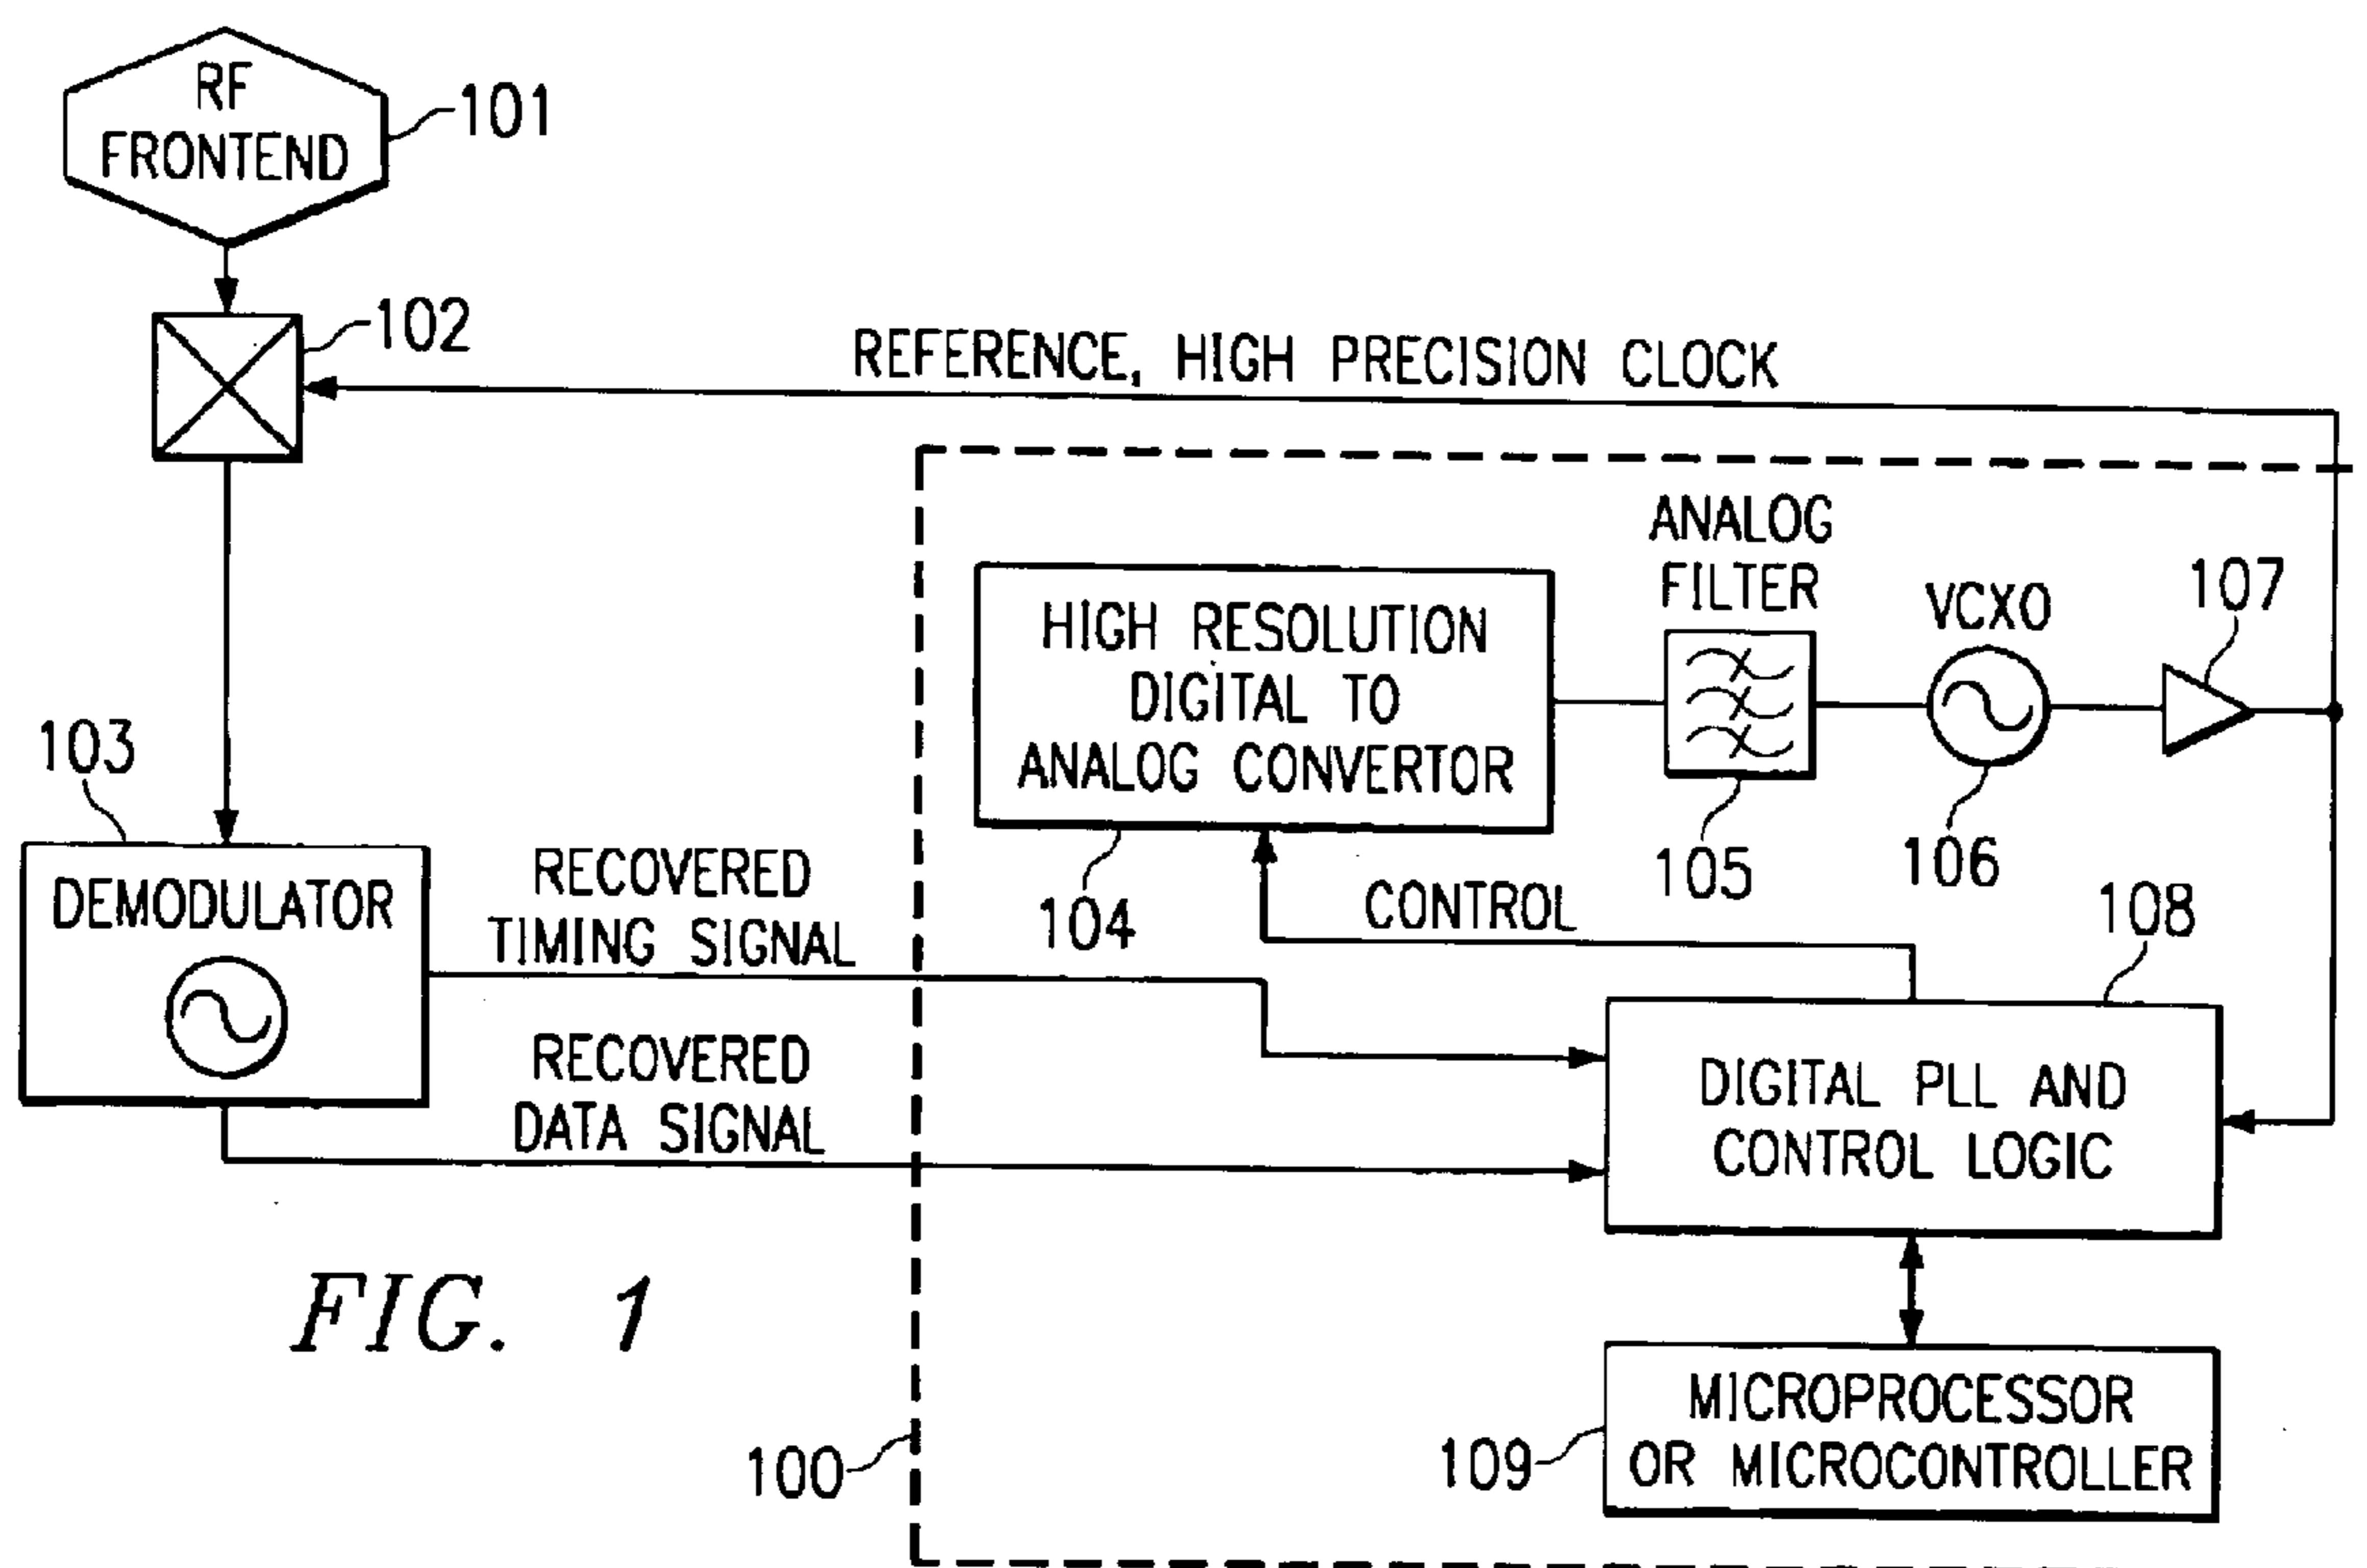 RF
FRONTEND
101
102
REFERENCE, HIGH PRECISION CLOCK
ANALOG
FILTER
VCXO
107
HIGH RESOLUTION
DIGITAL TO
ANALOG CONVERTOR
103
105
106
104
CONTROL
108
DEMODULATOR
RECOVERED
TIMING SIGNAL
RECOVERED
DATA SIGNAL
DIGITAL PLL AND
CONTROL LOGIC
FIG. 1
100
109
MICROPROCESSOR
OR MICROCONTROLLER